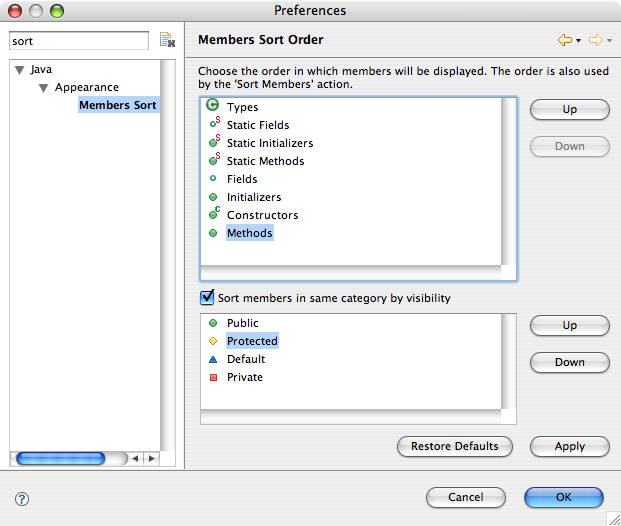 Preferences
sort
Java
Appearance
Members Sort
Members Sort Order
Choose the order in which members will be displayed. The order is also used
by the 'Sort Members' action.
C Types
S Static Fields
S Static Initializers
S Static Methods
Fields
Initializers
C Constructors
Methods
Up
Down
Sort members in same category by visibility
Public
Protected
Default
Private
Up
Down
Restore Defaults
Apply
?
Cancel
OK